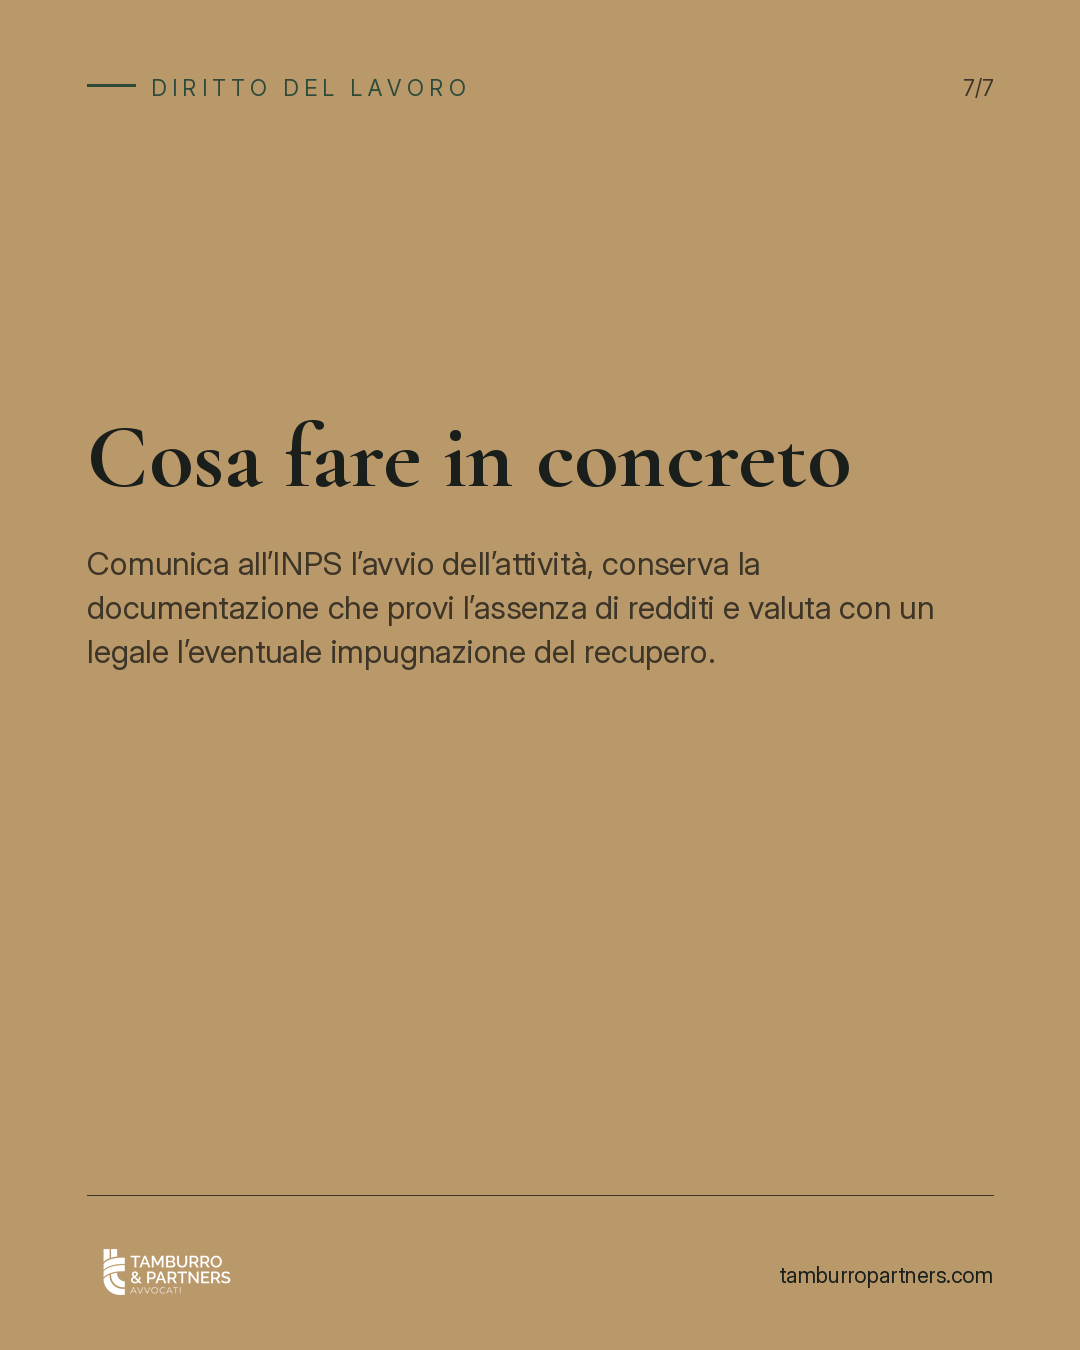 DIRITTO DEL LAVORO
7/7
Cosa fare in concreto
Comunica all’INPS l’avvio dell’attività, conserva la
documentazione che provi l’assenza di redditi e valuta con un
legale l’eventuale impugnazione del recupero.
TAMBURRO
& PARTNERS
AVVOCATI
tamburropartners.com